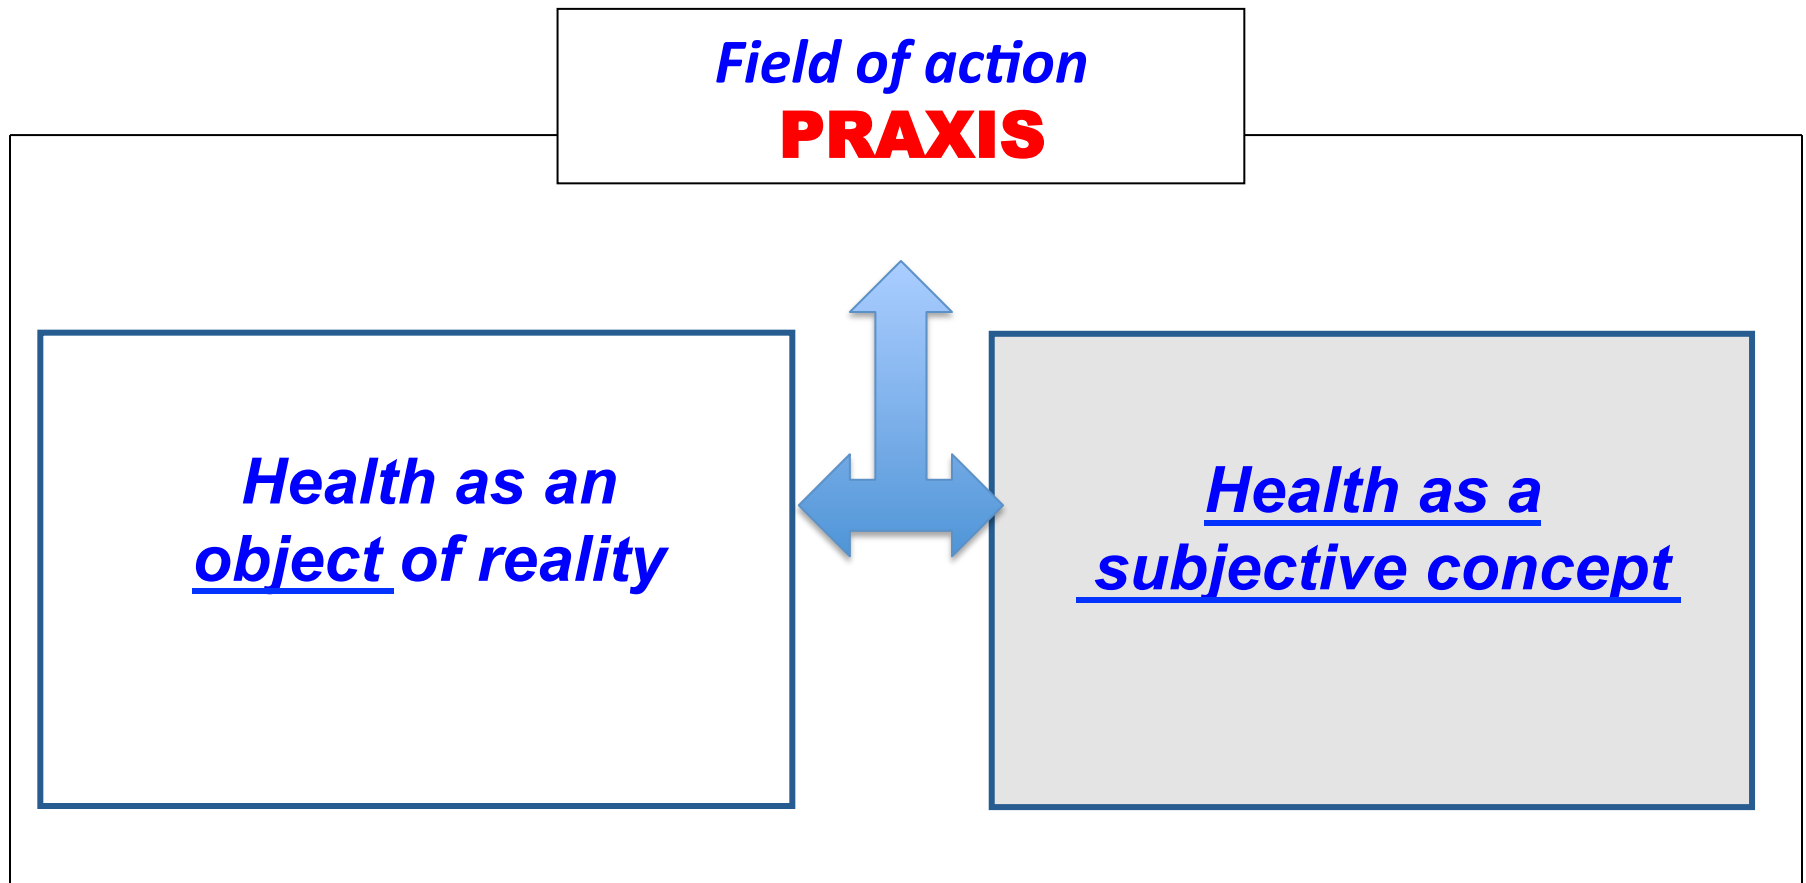 Field of action
PRAXIS
Health as an
object of reality
Health as a
subjective concept